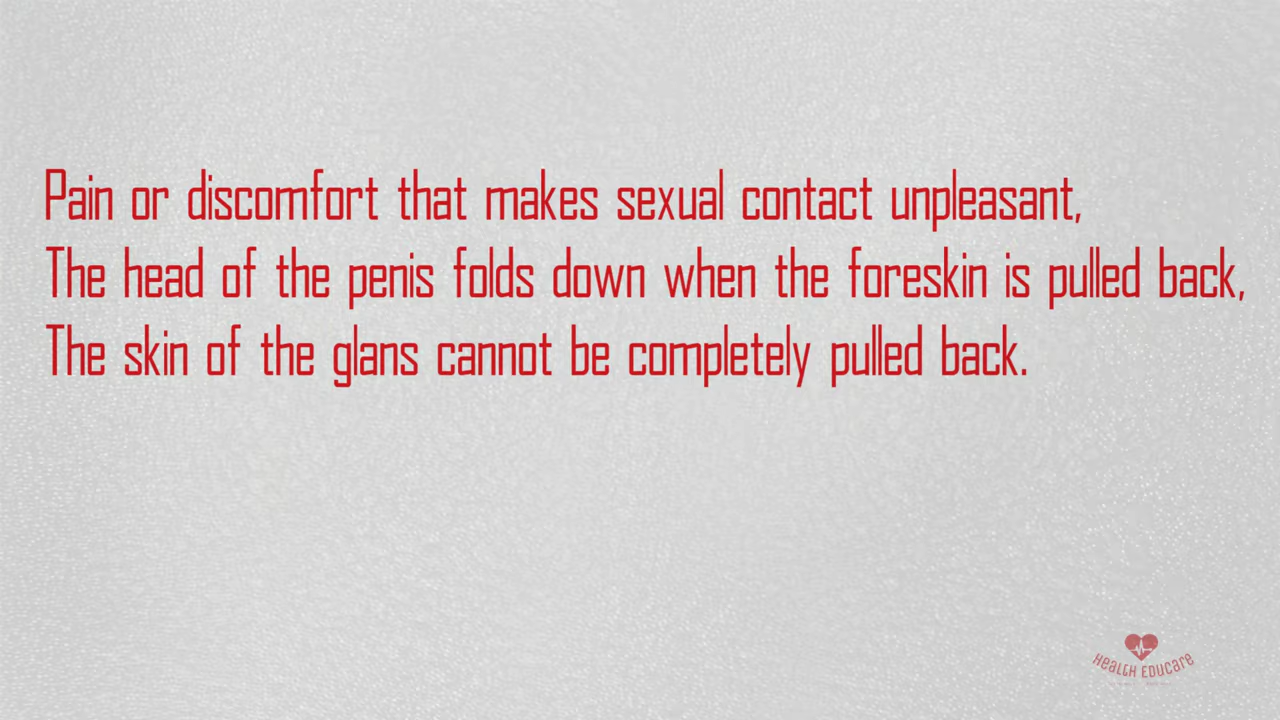 Pain or discomfort that makes sexual contact unpleasant,
The head of the penis folds down when the foreskin is pulled back,
The skin of the glans cannot be completely pulled back.
Health Educare